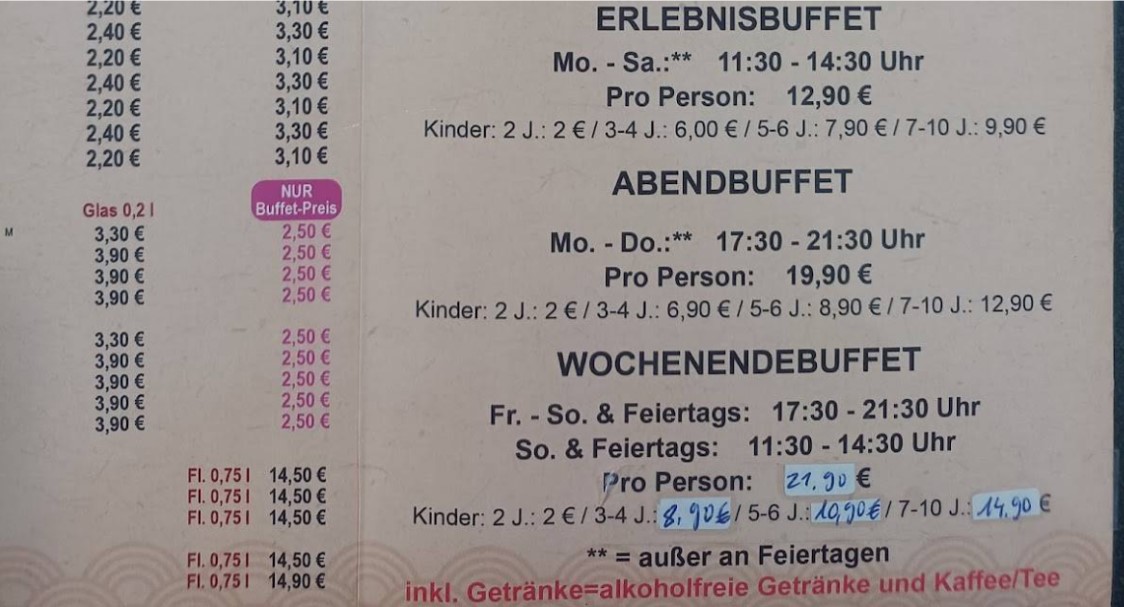 2,20 € 3,10 €
2,40 € 3,30 €
2,20 € 3,10 €
2,40 € 3,30 €
2,20 € 3,10 €
2,40 € 3,30 €
2,20 € 3,10 €
NUR
Glas 0,2 l Buffet-Preis
M 3,30 € 2,50 €
3,90 € 2,50 €
3,90 € 2,50 €
3,90 € 2,50 €
3,30 € 2,50 €
3,90 € 2,50 €
3,90 € 2,50 €
3,90 € 2,50 €
3,90 € 2,50 €
Fl. 0,75 l 14,50 €
Fl. 0,75 l 14,50 €
Fl. 0,75 l 14,50 €
Fl. 0,75 l 14,50 €
Fl. 0,75 l 14,90 €
ERLEBNISBUFFET
Mo. - Sa.:** 11:30 - 14:30 Uhr
Pro Person: 12,90 €
Kinder: 2 J.: 2 € / 3-4 J.: 6,00 € / 5-6 J.: 7,90 € / 7-10 J.: 9,90 €
ABENDBUFFET
Mo. - Do.:** 17:30 - 21:30 Uhr
Pro Person: 19,90 €
Kinder: 2 J.: 2 € / 3-4 J.: 6,90 € / 5-6 J.: 8,90 € / 7-10 J.: 12,90 €
WOCHENENDEBUFFET
Fr. - So. & Feiertags: 17:30 - 21:30 Uhr
So. & Feiertags: 11:30 - 14:30 Uhr
Pro Person: 21.90 €
Kinder: 2 J.: 2 € / 3-4 J.: 8,90€ / 5-6 J.: 10,90€ / 7-10 J.: 14.90 €
** = außer an Feiertagen
inkl. Getränke=alkoholfreie Getränke und Kaffee/Tee